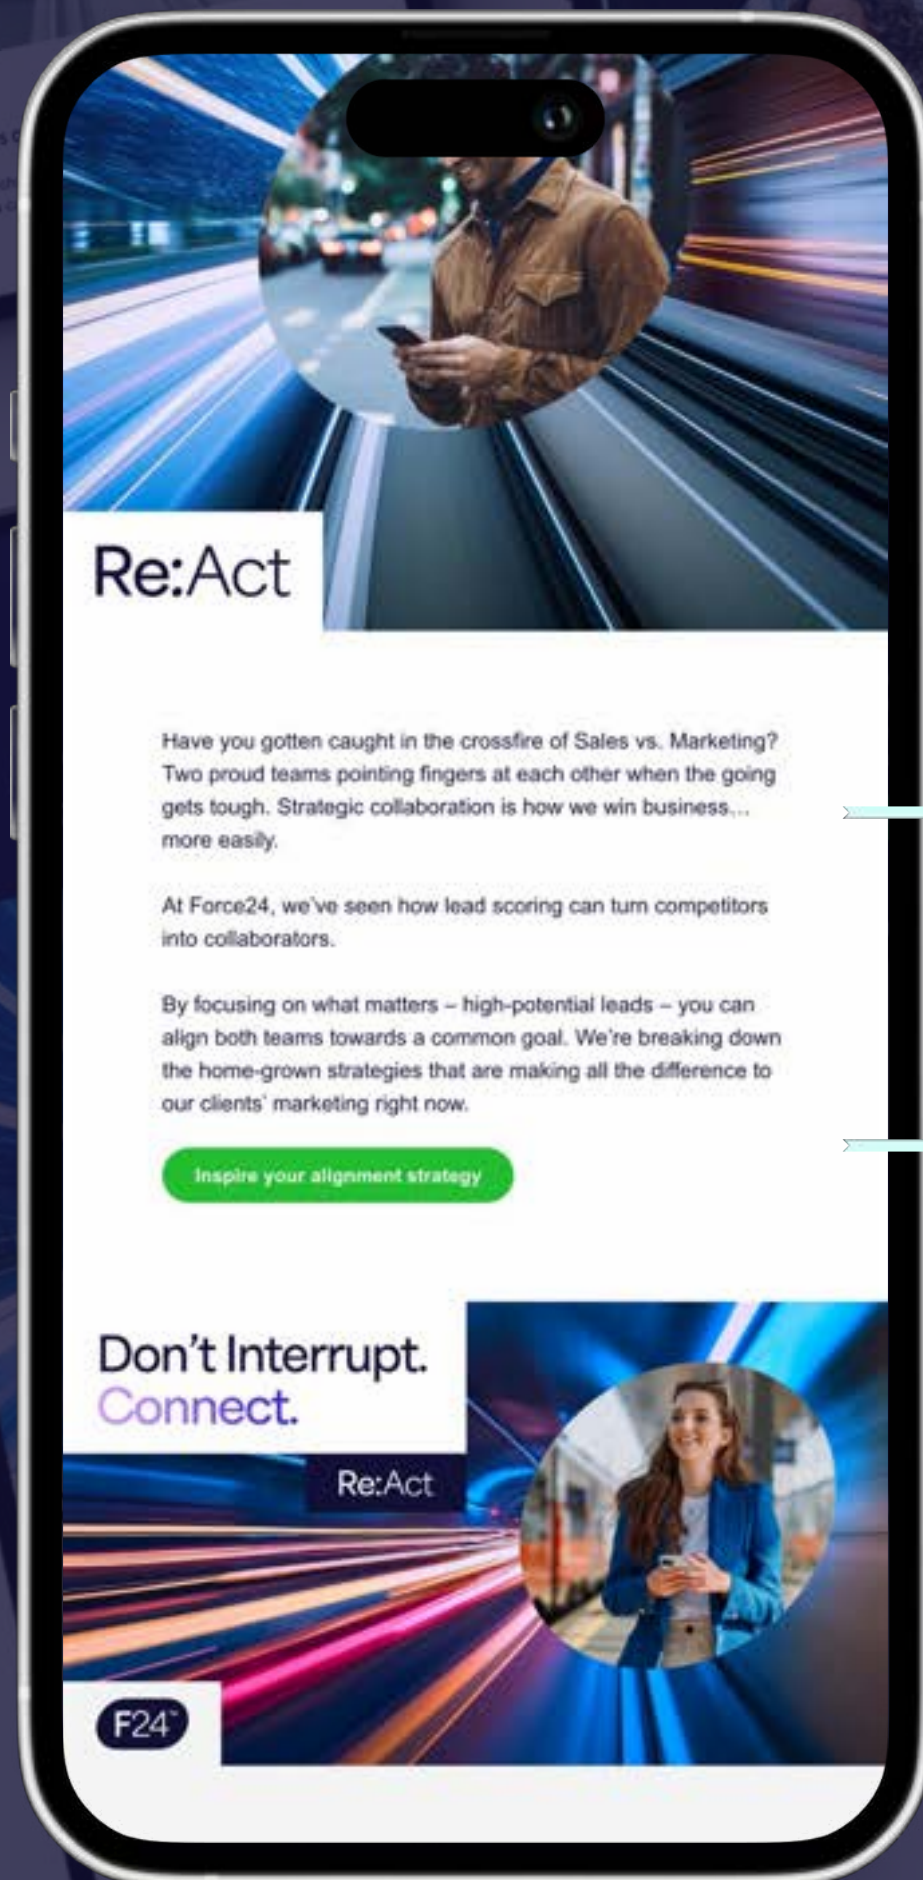 Re:Act
Have you gotten caught in the crossfire of Sales vs. Marketing?
Two proud teams pointing fingers at each other when the going
gets tough. Strategic collaboration is how we win business...
more easily.
At Force24, we've seen how lead scoring can turn competitors
into collaborators.
By focusing on what matters – high-potential leads – you can
align both teams towards a common goal. We're breaking down
the home-grown strategies that are making all the difference to
our clients' marketing right now.
Inspire your alignment strategy
Don't Interrupt.
Connect.
Re:Act
F24™